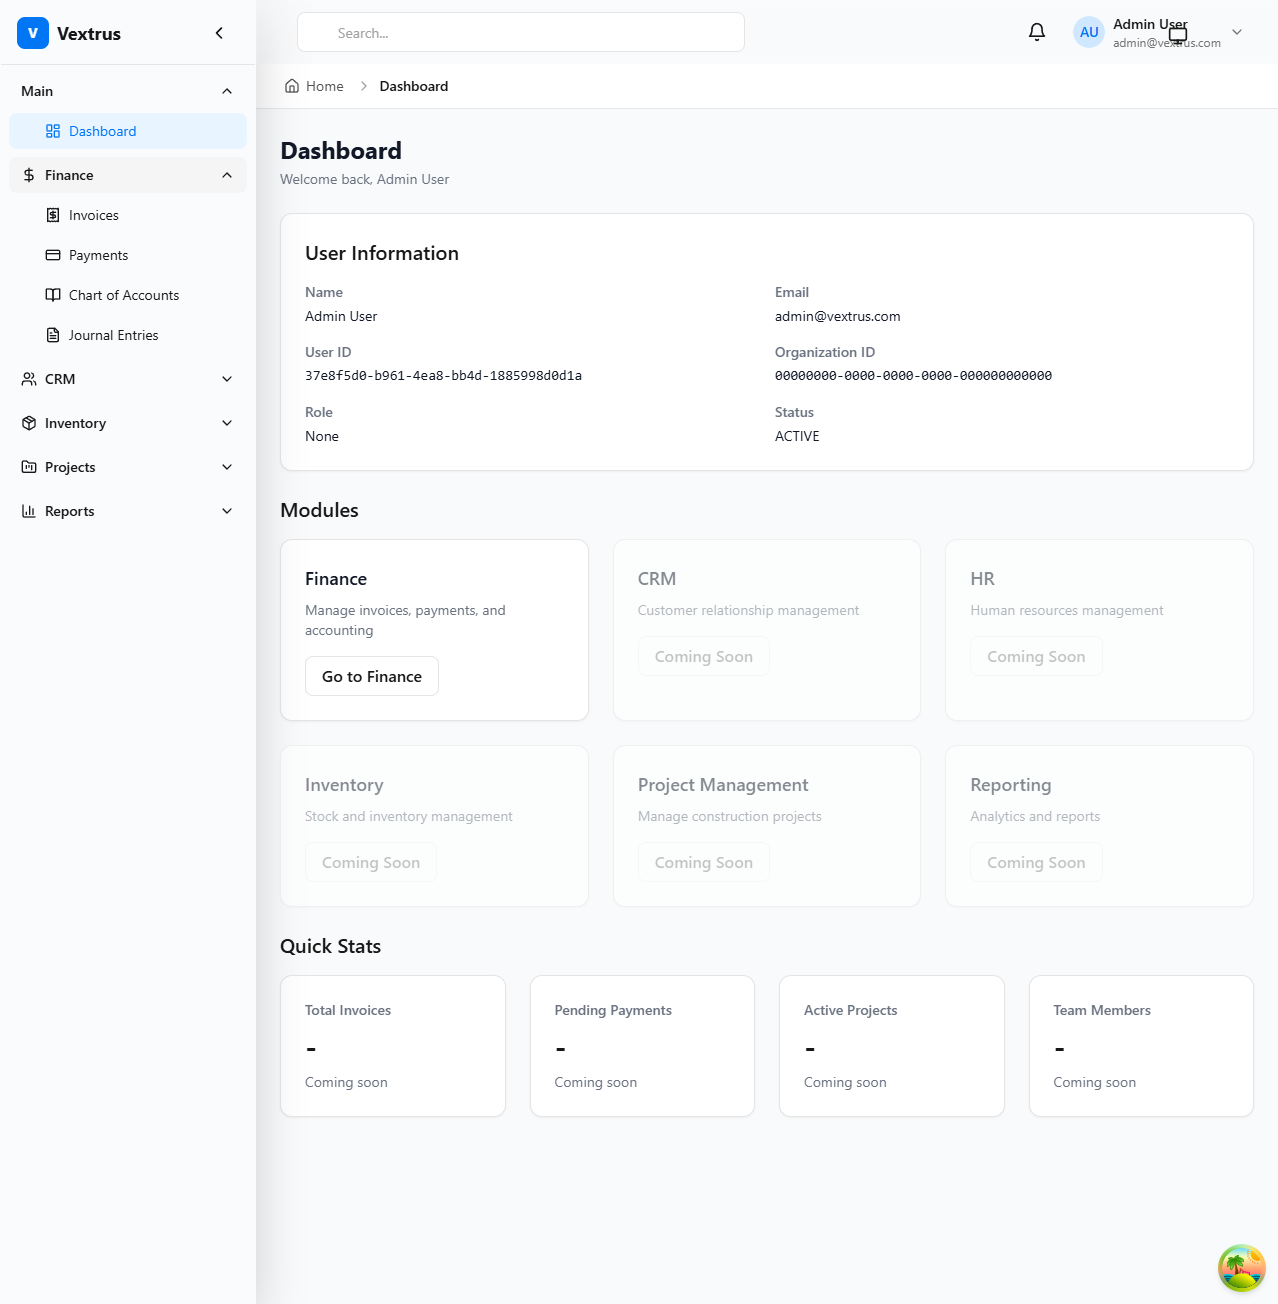 V Vextrus
Search...
AU
Admin User
admin@vextrus.com
Main
Dashboard
Finance
Invoices
Payments
Chart of Accounts
Journal Entries
CRM
Inventory
Projects
Reports
Home > Dashboard
Dashboard
Welcome back, Admin User
User Information
Name
Admin User
Email
admin@vextrus.com
User ID
37e8f5d0-b961-4ea8-bb4d-1885998d0d1a
Organization ID
00000000-0000-0000-0000-000000000000
Role
None
Status
ACTIVE
Modules
Finance
Manage invoices, payments, and
accounting
Go to Finance
CRM
Customer relationship management
Coming Soon
HR
Human resources management
Coming Soon
Inventory
Stock and inventory management
Coming Soon
Project Management
Manage construction projects
Coming Soon
Reporting
Analytics and reports
Coming Soon
Quick Stats
Total Invoices
-
Coming soon
Pending Payments
-
Coming soon
Active Projects
-
Coming soon
Team Members
-
Coming soon